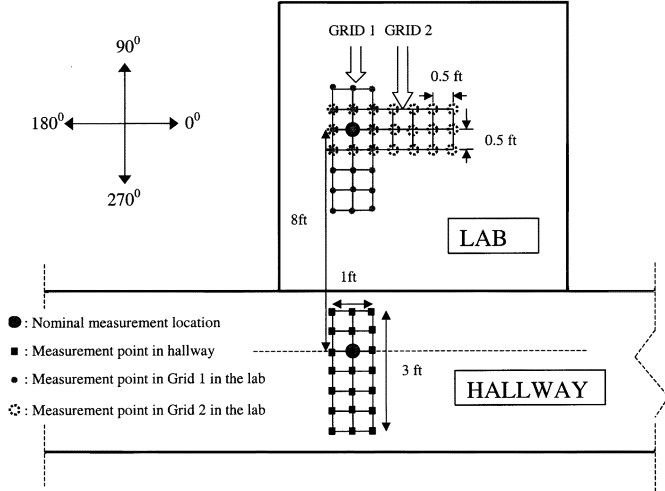 GRID 1 GRID 2
90⁰
0.5 ft
180⁰
0⁰
0.5 ft
270⁰
8ft
LAB
1ft
: Nominal measurement location
: Measurement point in hallway
: Measurement point in Grid 1 in the lab
: Measurement point in Grid 2 in the lab
3 ft
HALLWAY